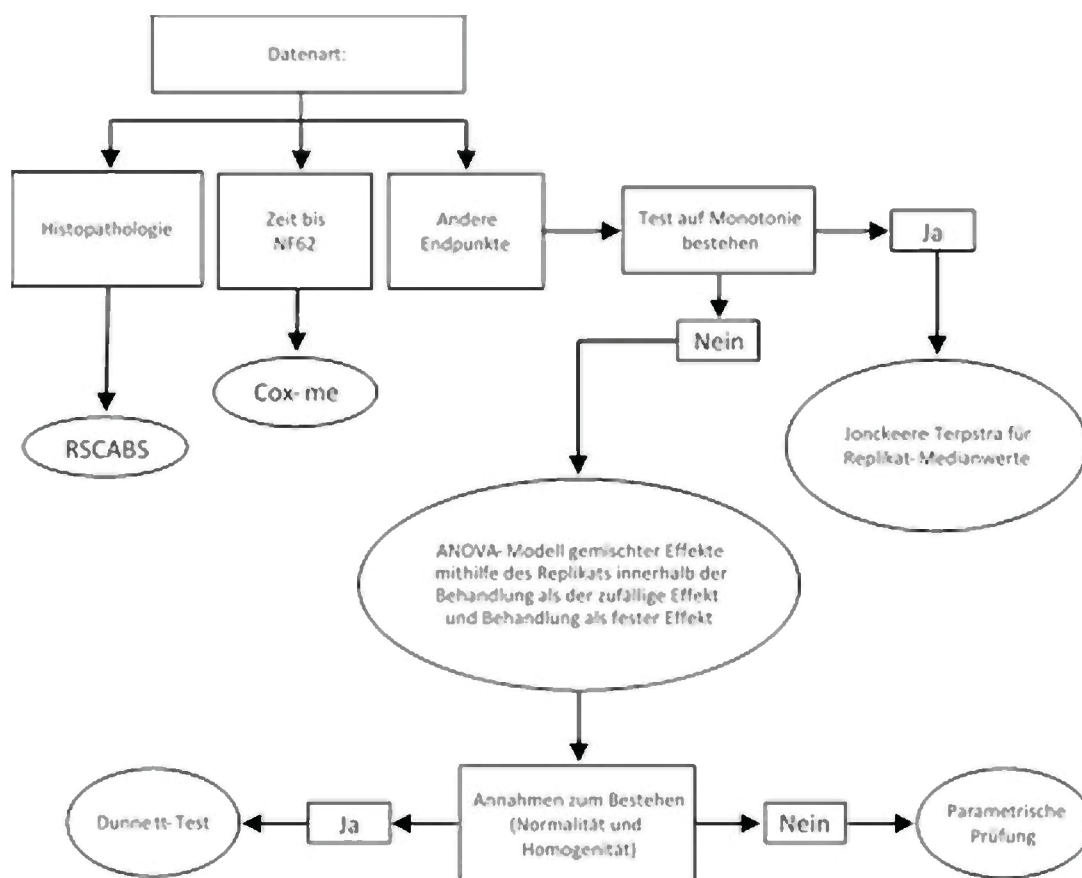 Datenart:
Histopathologie
Zeit bis
NF62
Andere
Endpunkte
Test auf Monotonie
bestehen
Ja
Nein
RSCABS
Cox- me
Jonckeere Terpstra für
Replikat- Medianwerte
ANOVA- Modell gemischter Effekte
mithilfe des Replikats innerhalb der
Behandlung als der zufällige Effekt
und Behandlung als fester Effekt
Dunnett- Test
Ja
Annahmen zum Bestehen
(Normalität und
Homogenität)
Nein
Parametrische
Prüfung